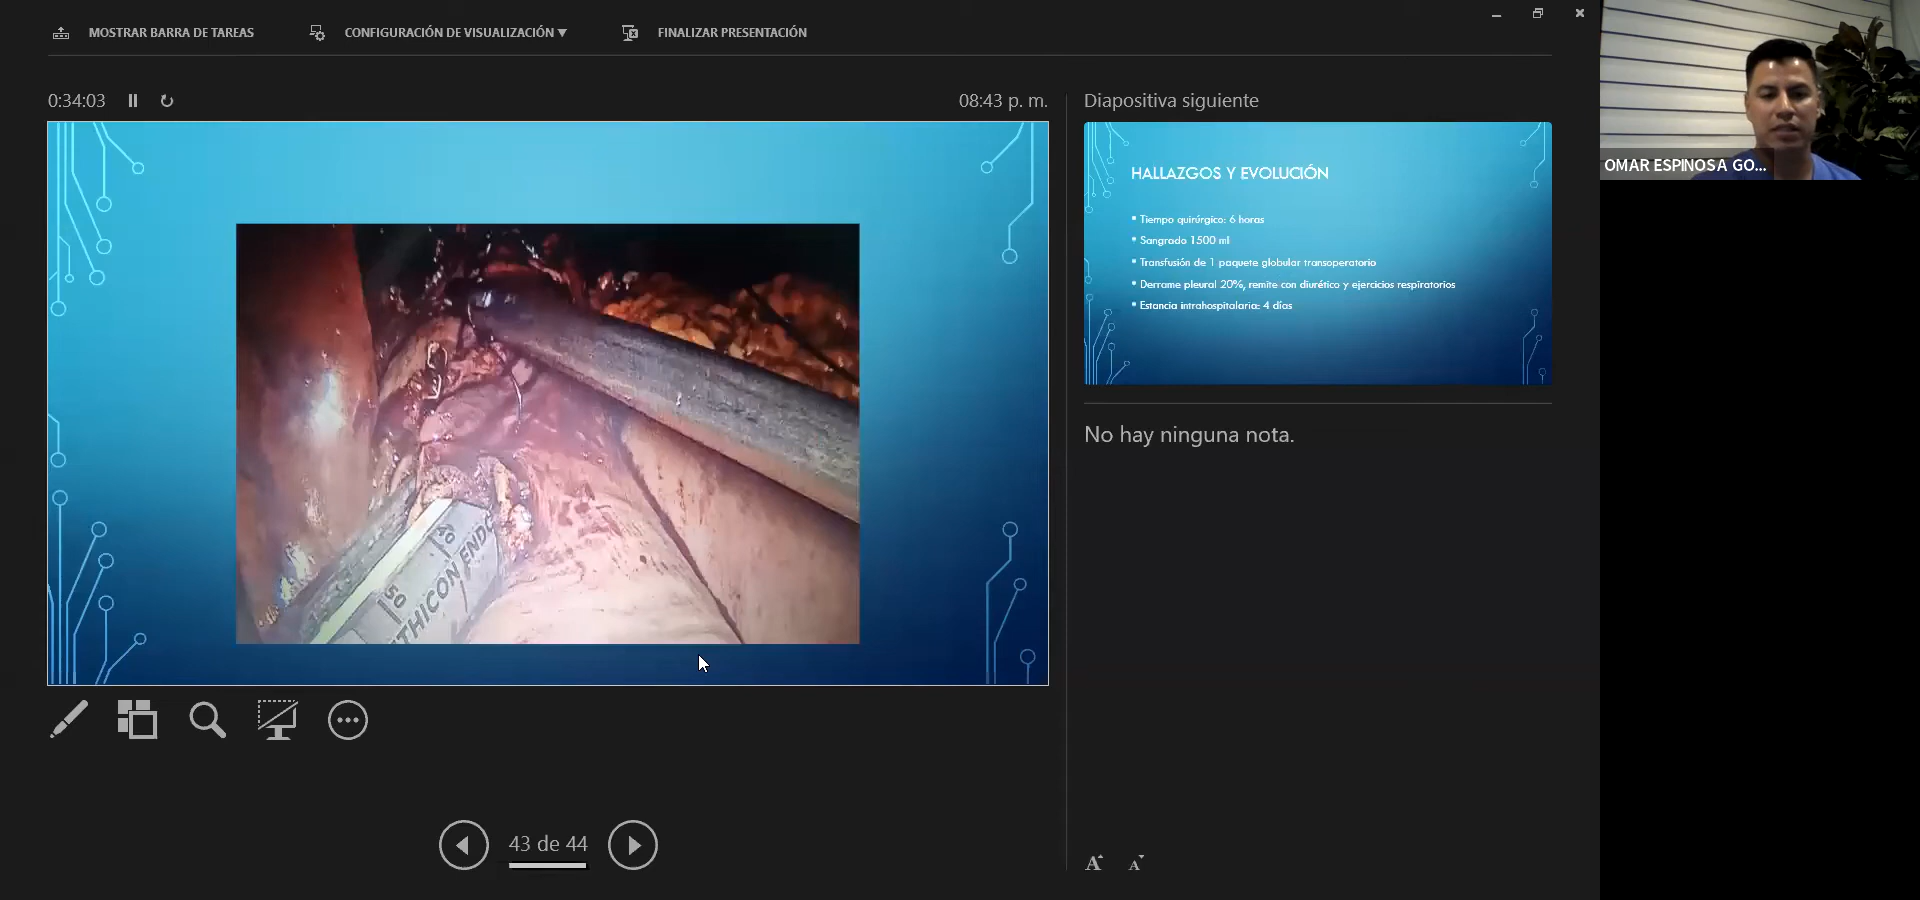 MOSTRAR BARRA DE TAREAS
CONFIGURACIÓN DE VISUALIZACIÓN ▼
FINALIZAR PRESENTACIÓN
0:34:03
08:43 p. m.
Diapositiva siguiente
HALLAZGOS Y EVOLUCIÓN
▪ Tiempo quirúrgico: 6 horas
▪ Sangrado 1500 ml
▪ Transfusión de 1 paquete globular transoperatorio
▪ Derrame pleural 20%, remite con diurético y ejercicios respiratorios
▪ Estancia intrahospitalaria: 4 días
OMAR ESPINOSA GO...
No hay ninguna nota.
40
50
THICON ENDO
43 de 44
A A